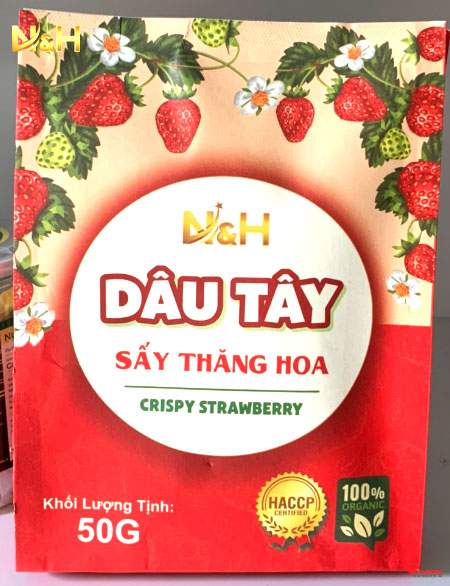 N&H
N&H
DÂU TÂY
SẤY THĂNG HOA
CRISPY STRAWBERRY
Khối Lượng Tịnh:
50G
HACCP
CERTIFIED
100%
ORGANIC